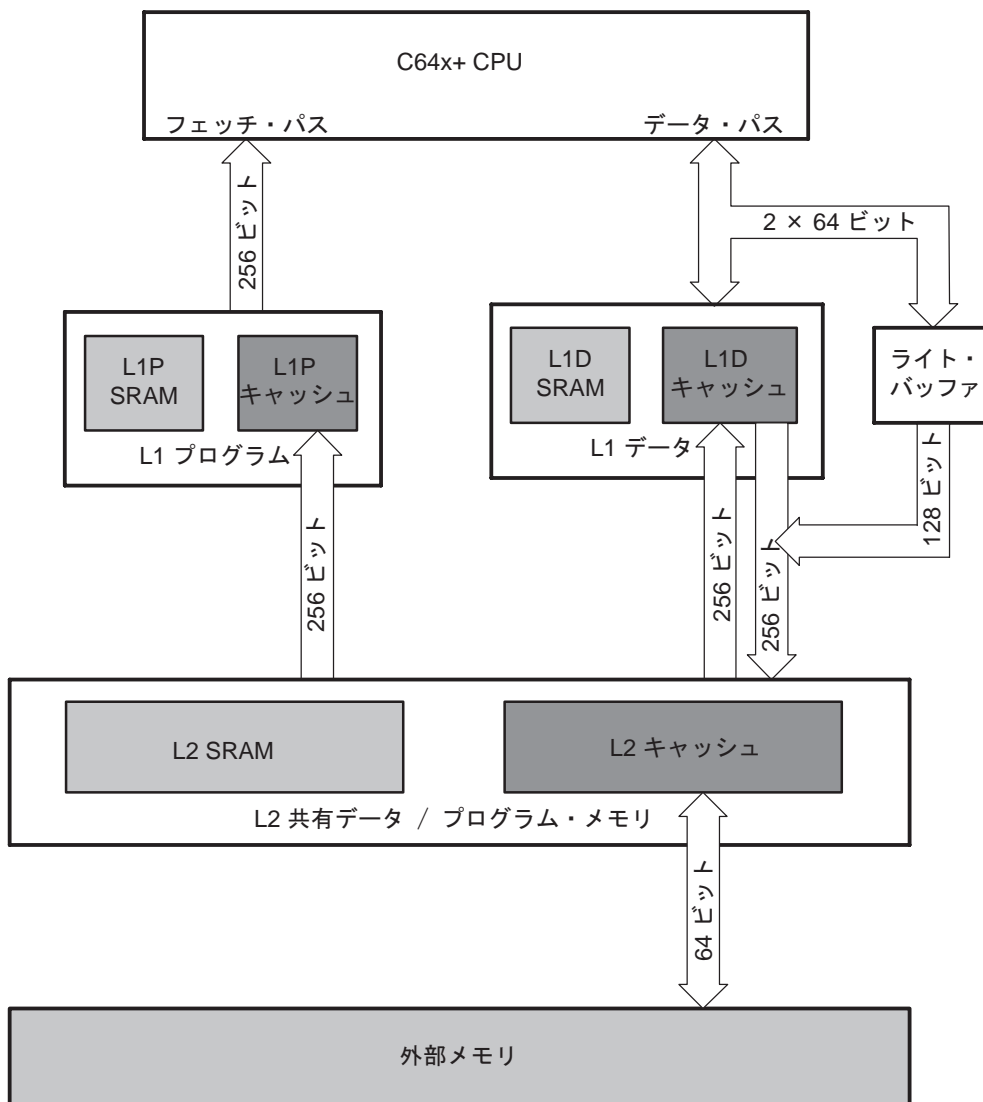 C64x+ CPU
フェッチ・パス
データ・パス
256 ビット
2 × 64 ビット
L1P
SRAM
L1P
キャッシュ
L1 プログラム
L1D
SRAM
L1D
キャッシュ
L1 データ
ライト・
バッファ
256 ビット
256 ビット
256 ビット
128 ビット
L2 SRAM
L2 キャッシュ
L2 共有データ / プログラム・メモリ
64 ビット
外部メモリ